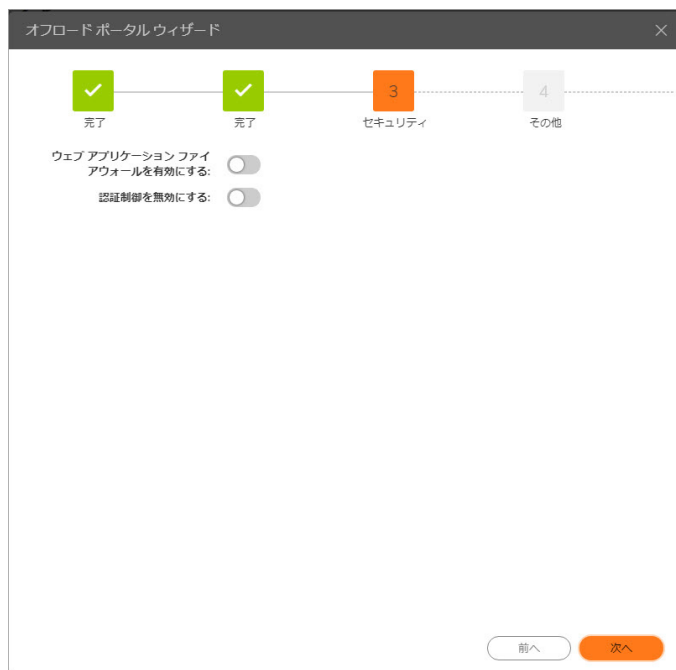 オフロード ポータル ウィザード
3
4
完了
完了
セキュリティ
その他
ウェブ アプリケーション ファイ
アウォールを有効にする:
認証制御を無効にする:
前へ
次へ